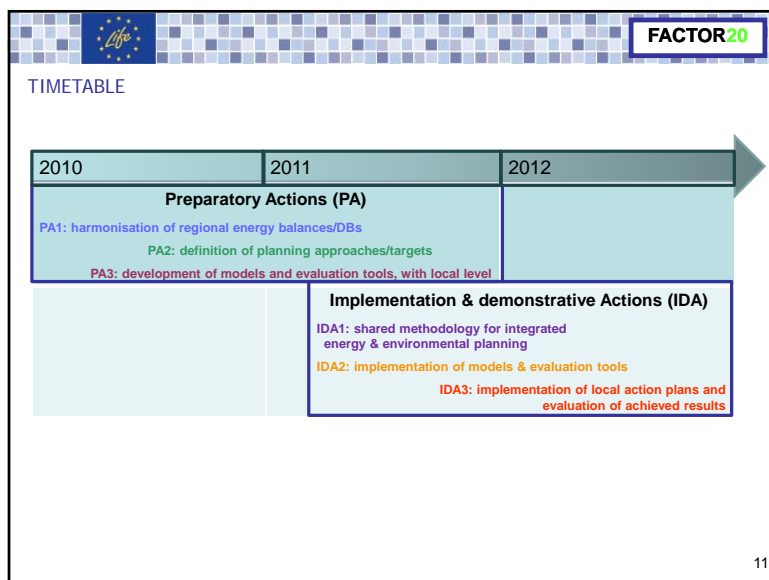 Life
FACTOR20
TIMETABLE
2010 2011 2012
Preparatory Actions (PA)
PA1: harmonisation of regional energy balances/DBs
PA2: definition of planning approaches/targets
PA3: development of models and evaluation tools, with local level
Implementation & demonstrative Actions (IDA)
IDA1: shared methodology for integrated
energy & environmental planning
IDA2: implementation of models & evaluation tools
IDA3: implementation of local action plans and
evaluation of achieved results
11